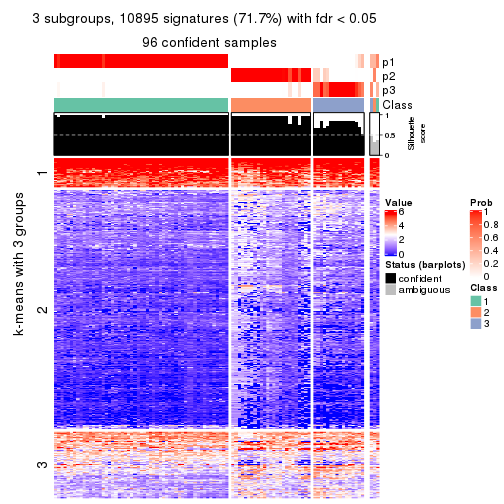 3 subgroups, 10895 signatures (71.7%) with fdr < 0.05
96 confident samples
p1
p2
p3
Class
1
0.5
0
Silhouette
score
k-means with 3 groups
1
2
3
Value
6
4
2
0
Status (barplots)
confident
ambiguous
Prob
1
0.8
0.6
0.4
0.2
0
Class
1
2
3